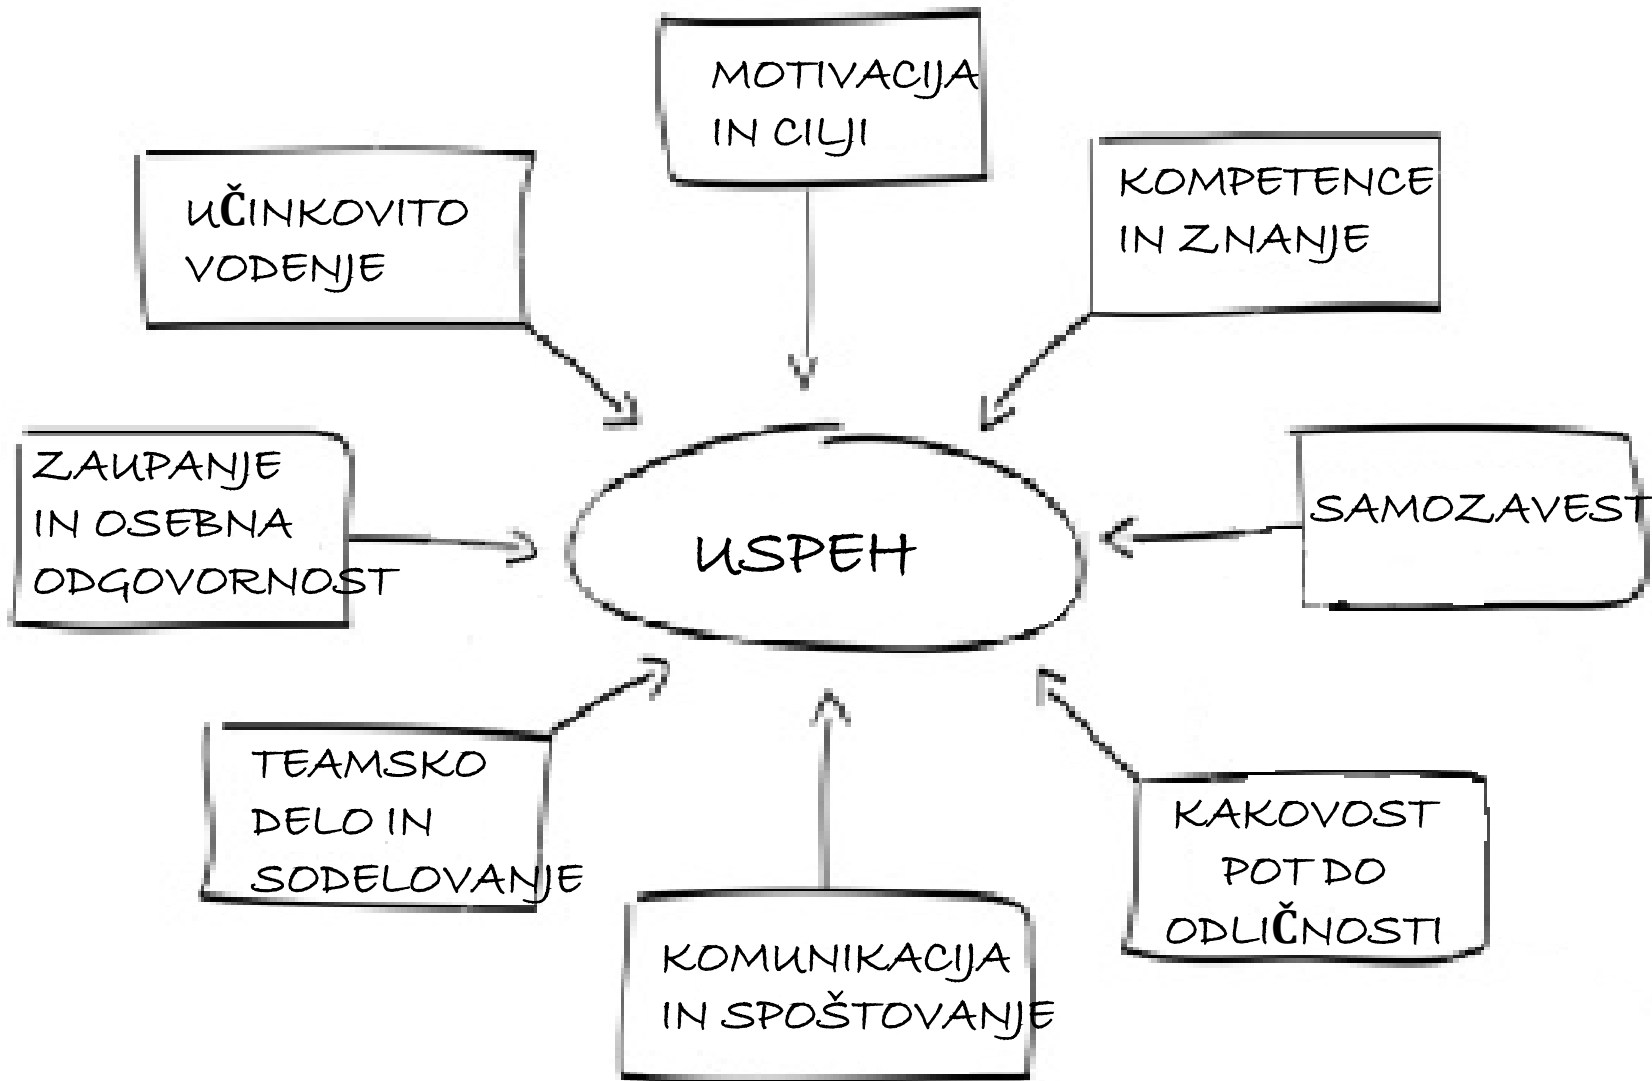 MOTIVACIJA
IN CILJI
KOMPETENCE
IN ZNANJE
UČINKOVITO
VODENJE
ZAUPANJE
IN OSEBNA
ODGOVORNOST
USPEH
SAMOZAVEST
TEAMSKO
DELO IN
SODELOVANJE
KAKOVOST
POT DO
ODLIČNOSTI
KOMUNIKACIJA
IN SPOŠTOVANJE